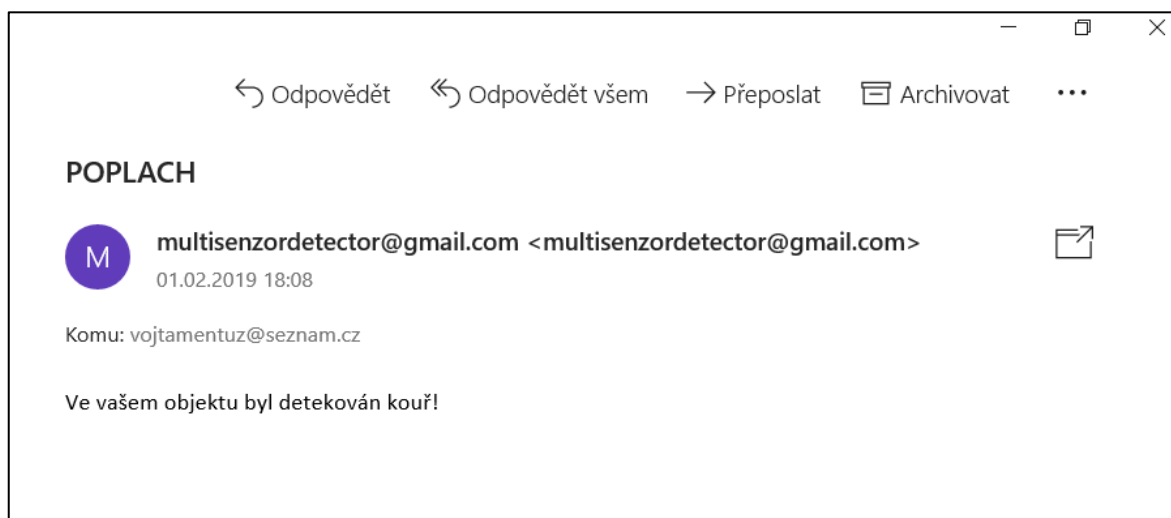 Odpovědět Odpovědět všem Přeposlat Archivovat
POPLACH
M
multisenzordetector@gmail.com <multisenzordetector@gmail.com>
01.02.2019 18:08
Komu: vojtamentuz@seznam.cz
Ve vašem objektu byl detekován kouř!